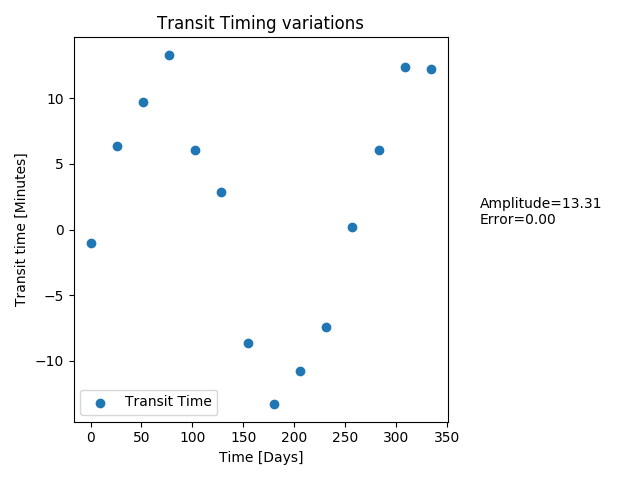 Transit Timing variations
Transit time [Minutes]
10
5
0
−5
−10
Transit Time
0 50 100 150 200 250 300 350
Time [Days]
Amplitude=13.31
Error=0.00